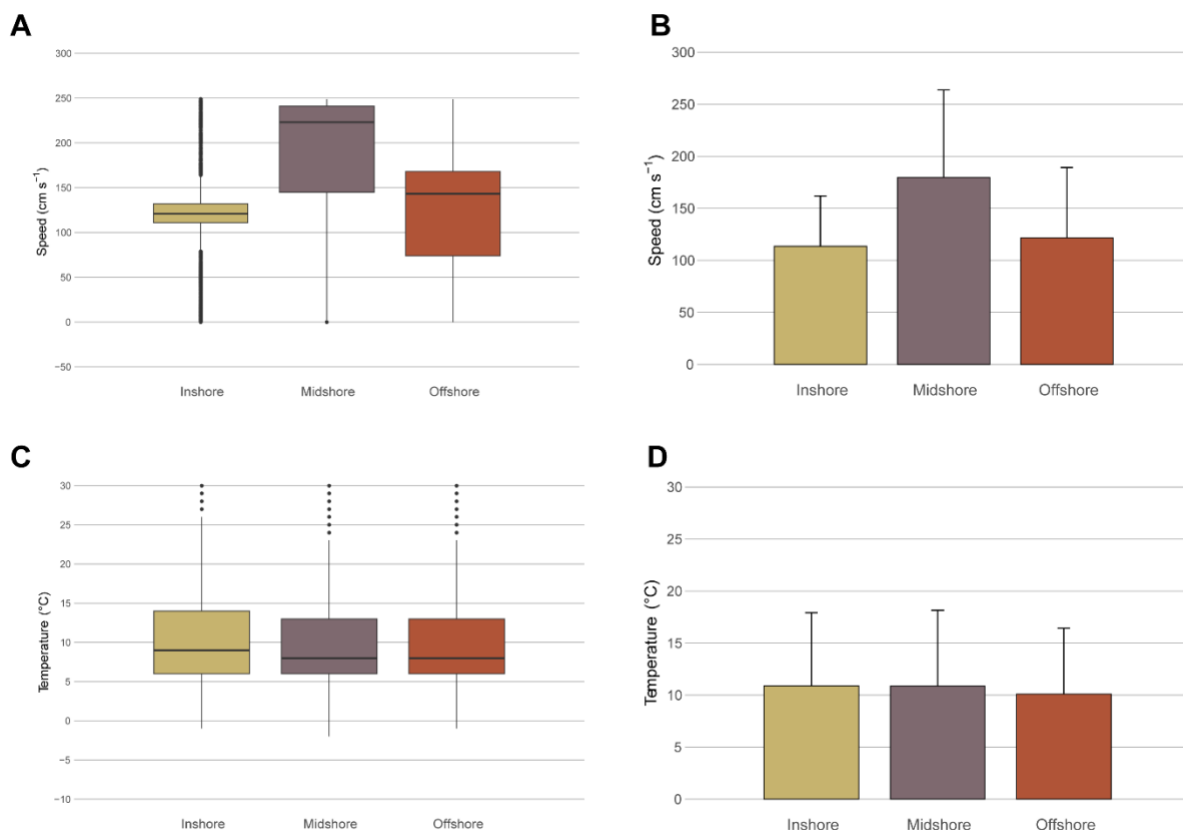 A
300
250
200
150
100
50
0
−50
Speed (cm s⁻¹)
Inshore Midshore Offshore
B
300
250
200
150
100
50
0
Speed (cm s⁻¹)
Inshore Midshore Offshore
C
30
25
20
15
10
5
0
−5
−10
Temperature (°C)
Inshore Midshore Offshore
D
30
25
20
15
10
5
0
Temperature (°C)
Inshore Midshore Offshore